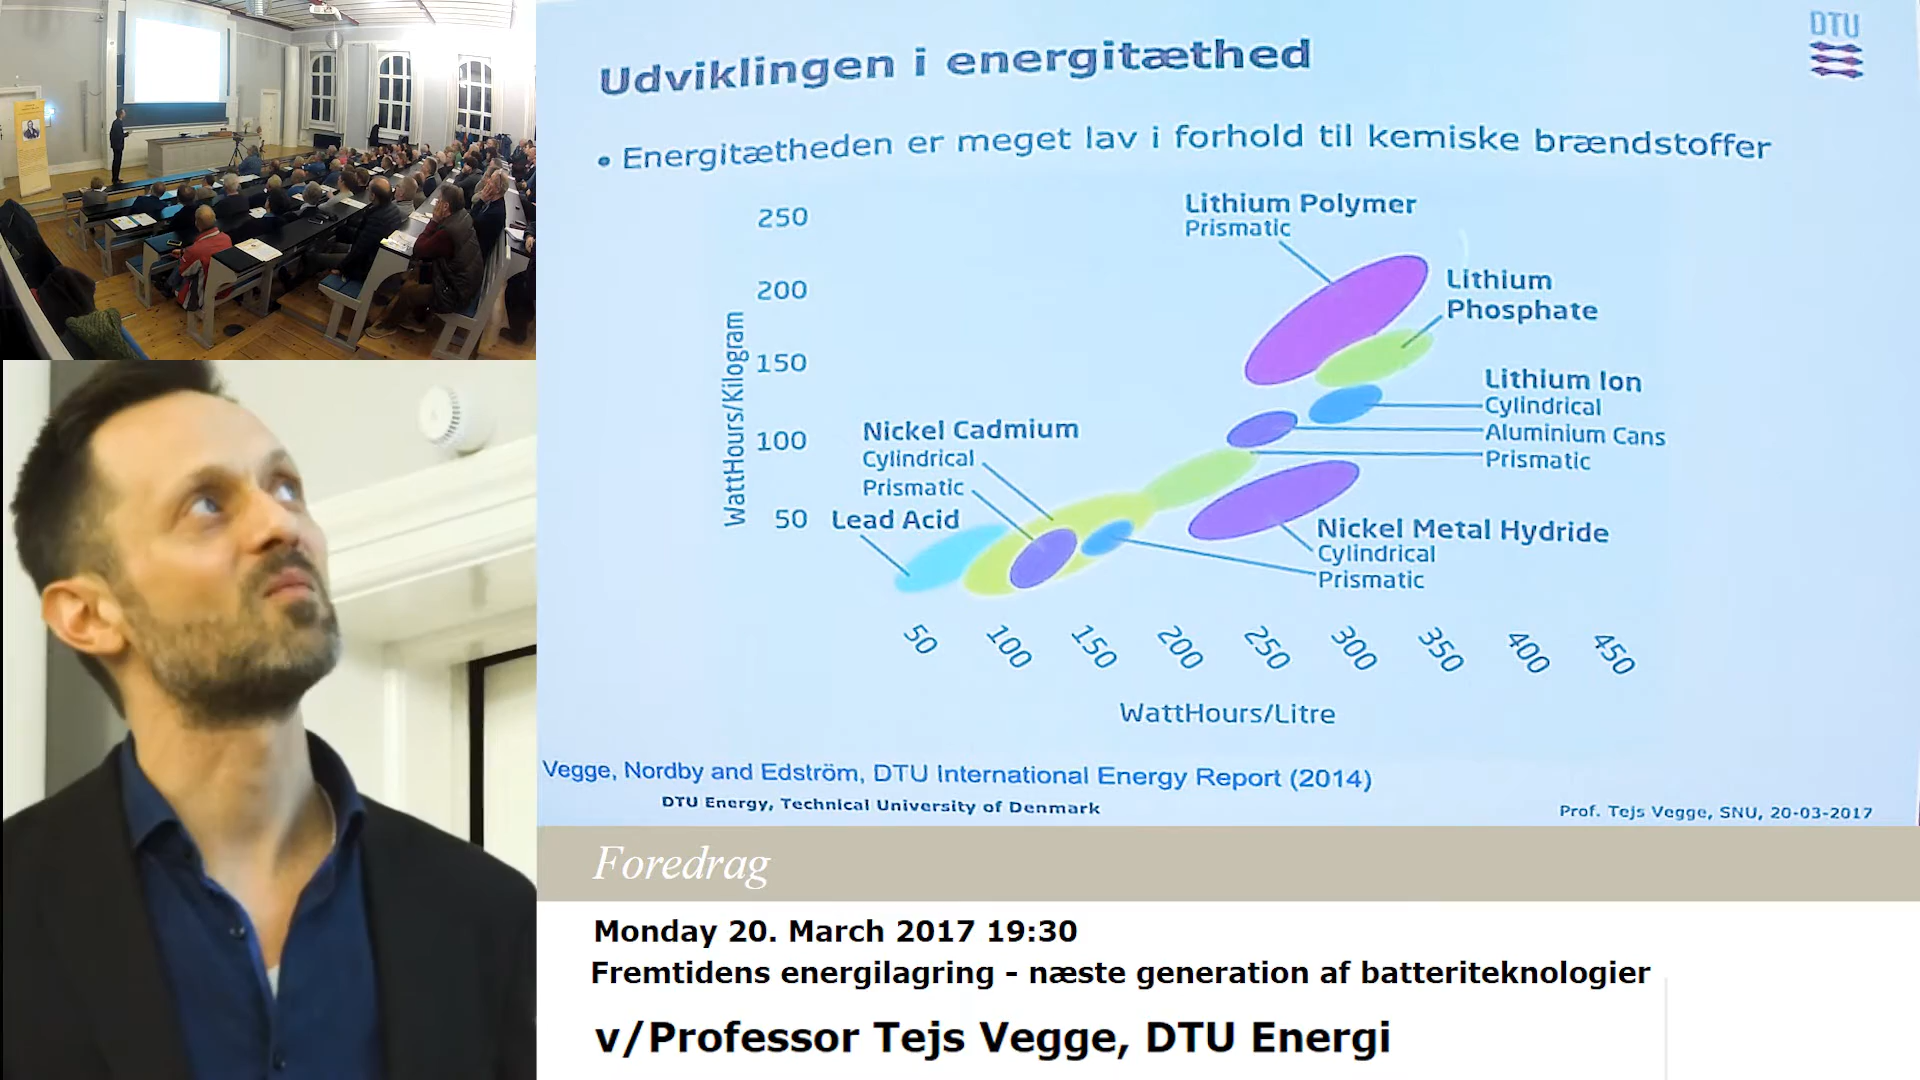 Udviklingen i energitæthed
DTU
• Energitætheden er meget lav i forhold til kemiske brændstoffer
WattHours/Kilogram
250
200
150
100
50
Lithium Polymer
Prismatic
Lithium
Phosphate
Lithium Ion
Cylindrical
Aluminium Cans
Prismatic
Nickel Cadmium
Cylindrical
Prismatic
Lead Acid
Nickel Metal Hydride
Cylindrical
Prismatic
50 100 150 200 250 300 350 400 450
WattHours/Litre
Vegge, Nordby and Edström, DTU International Energy Report (2014)
DTU Energy, Technical University of Denmark
Prof. Tejs Vegge, SNU, 20-03-2017
Foredrag
Monday 20. March 2017 19:30
Fremtidens energilagring - næste generation af batteriteknologier
v/Professor Tejs Vegge, DTU Energi